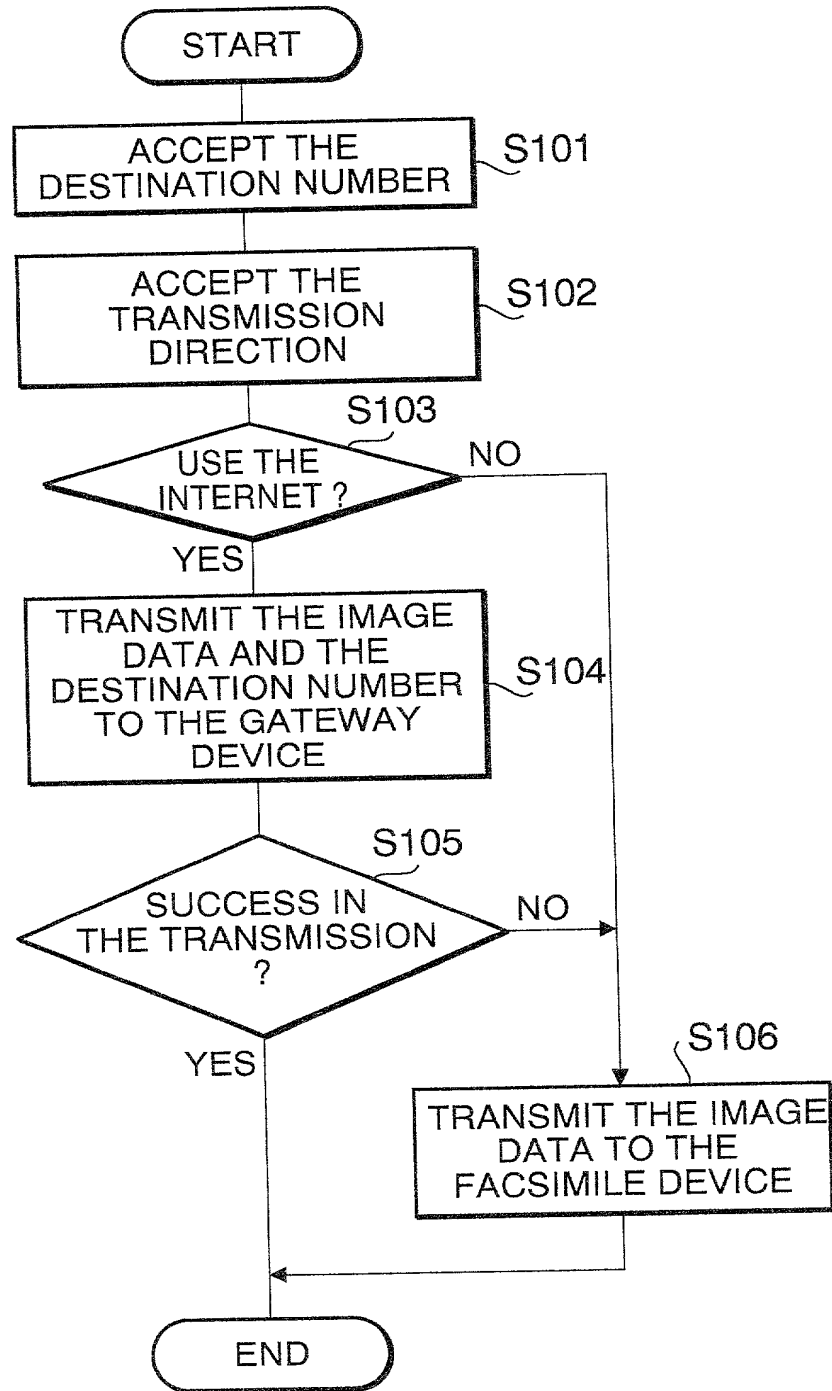 START
ACCEPT THE
DESTINATION NUMBER
S101
ACCEPT THE
TRANSMISSION
DIRECTION
S102
S103
USE THE
INTERNET ?
NO
YES
TRANSMIT THE IMAGE
DATA AND THE
DESTINATION NUMBER
TO THE GATEWAY
DEVICE
S104
S105
SUCCESS IN
THE TRANSMISSION
?
NO
YES
S106
TRANSMIT THE IMAGE
DATA TO THE
FACSIMILE DEVICE
END